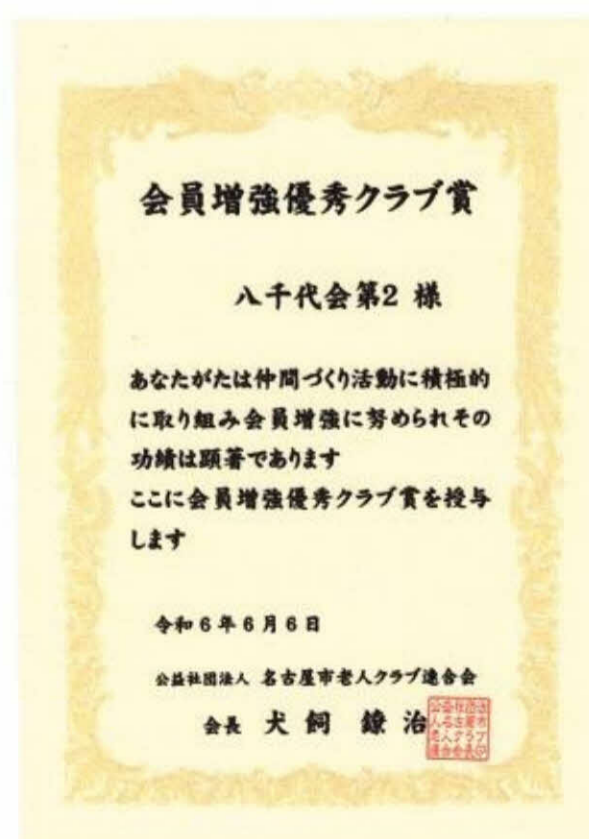 会員増強優秀クラブ賞
八千代会第2 様
あなたがたは仲間づくり活動に積極的
に取り組み会員増強に努められその
功績は顕著であります
ここに会員増強優秀クラブ賞を授与
します
令和6年6月6日
公益社団法人 名古屋市老人クラブ連合会
会長 犬飼 鐐治